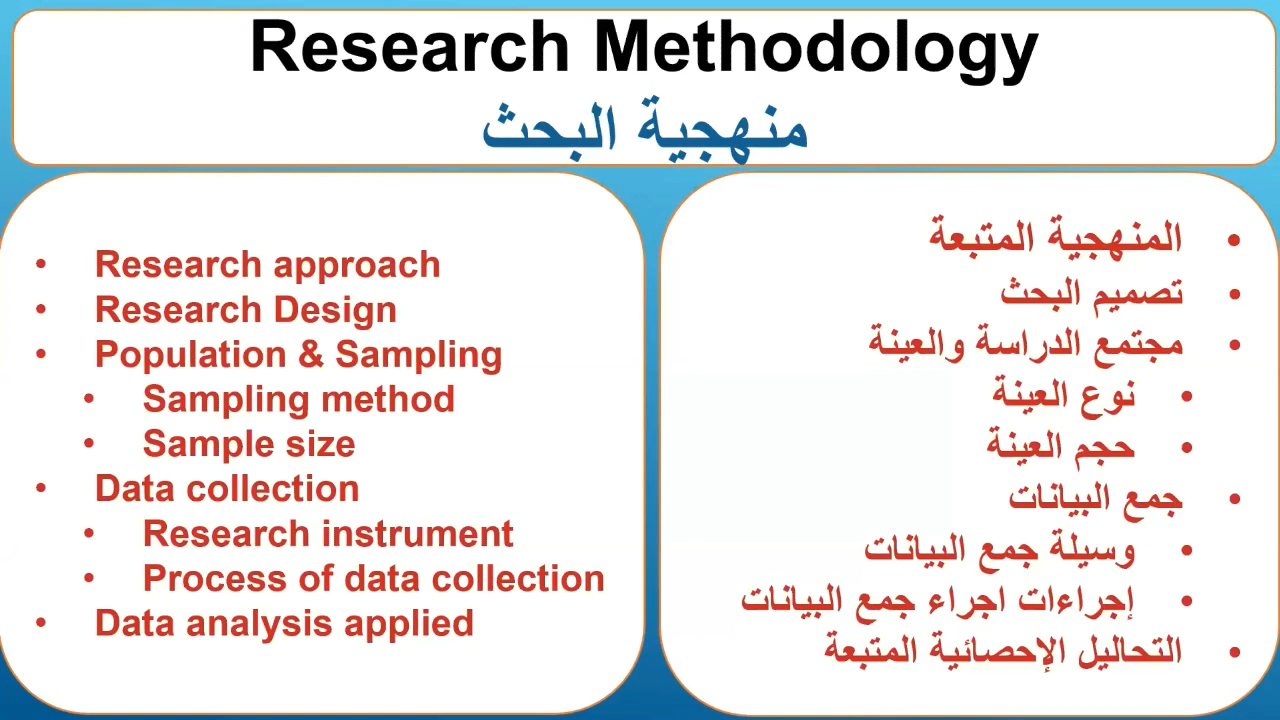 Research Methodology
منهجية البحث
• Research approach
• Research Design
• Population & Sampling
• Sampling method
• Sample size
• Data collection
• Research instrument
• Process of data collection
• Data analysis applied
• المنهجية المتبعة
• تصميم البحث
• مجتمع الدراسة والعينة
• نوع العينة
• حجم العينة
• جمع البيانات
• وسيلة جمع البيانات
• إجراءات اجراء جمع البيانات
• التحاليل الإحصائية المتبعة